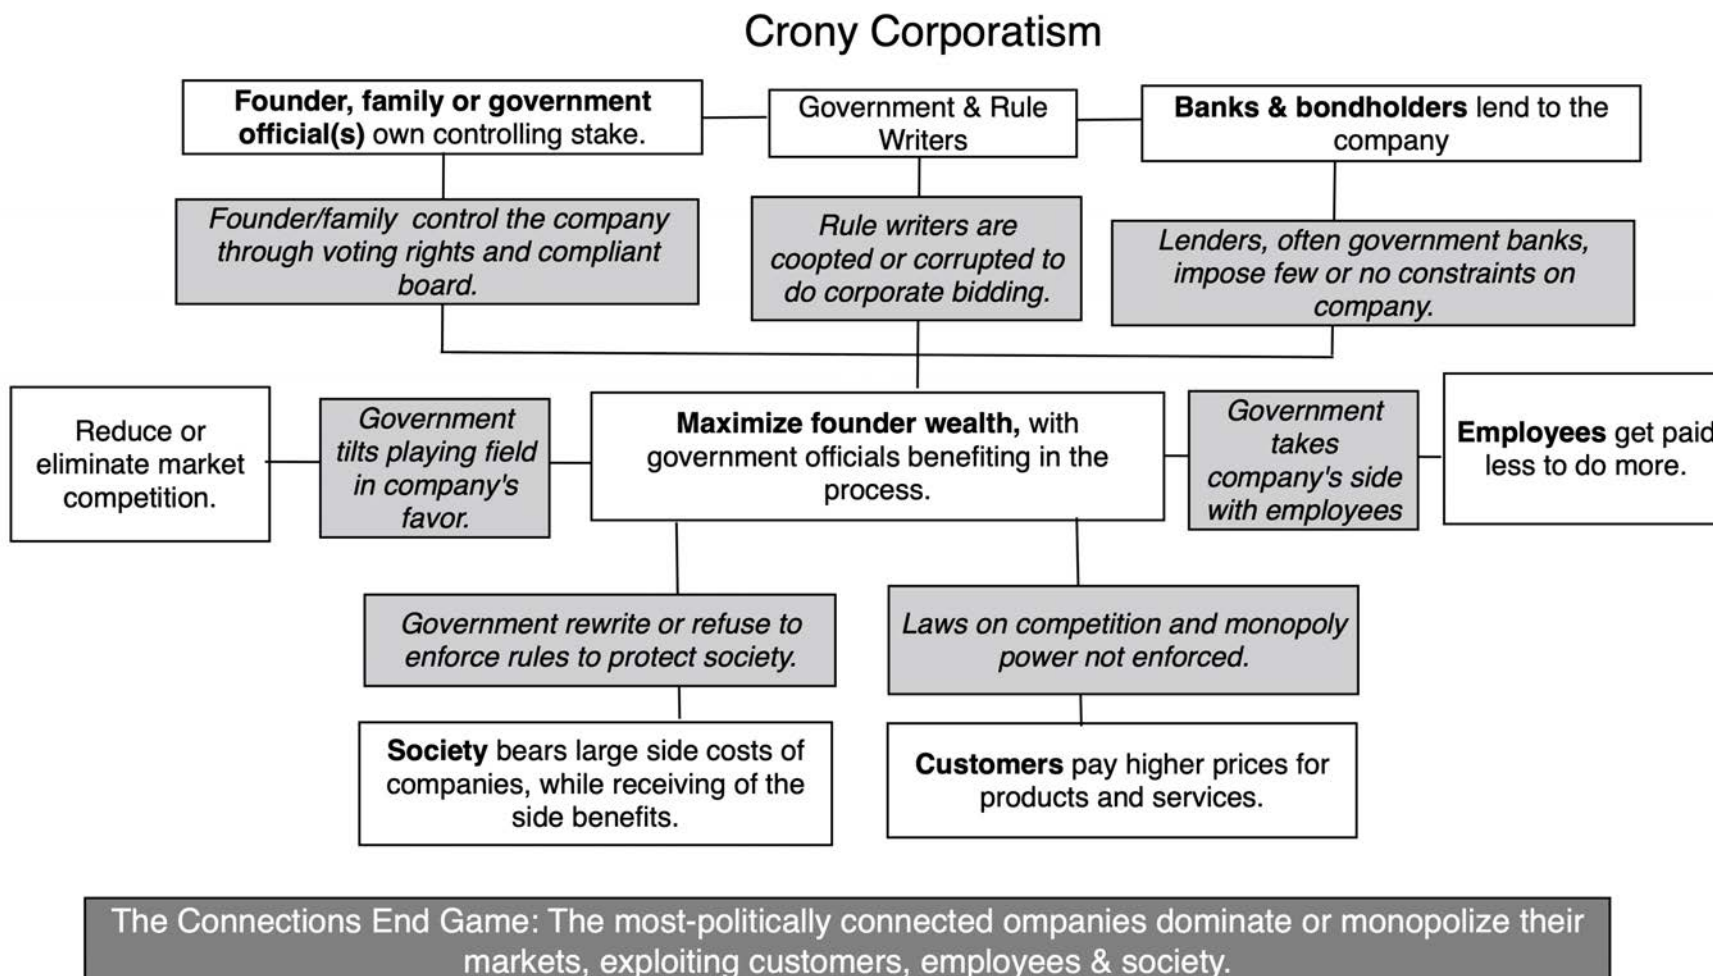 Crony Corporatism
Founder, family or government
official(s) own controlling stake.
Government & Rule
Writers
Banks & bondholders lend to the
company
Founder/family control the company
through voting rights and compliant
board.
Rule writers are
coopted or corrupted to
do corporate bidding.
Lenders, often government banks,
impose few or no constraints on
company.
Reduce or
eliminate market
competition.
Government
tilts playing field
in company's
favor.
Maximize founder wealth, with
government officials benefiting in the
process.
Government
takes
company's side
with employees
Employees get paid
less to do more.
Government rewrite or refuse to
enforce rules to protect society.
Laws on competition and monopoly
power not enforced.
Society bears large side costs of
companies, while receiving of the
side benefits.
Customers pay higher prices for
products and services.
The Connections End Game: The most-politically connected ompanies dominate or monopolize their
markets, exploiting customers, employees & society.